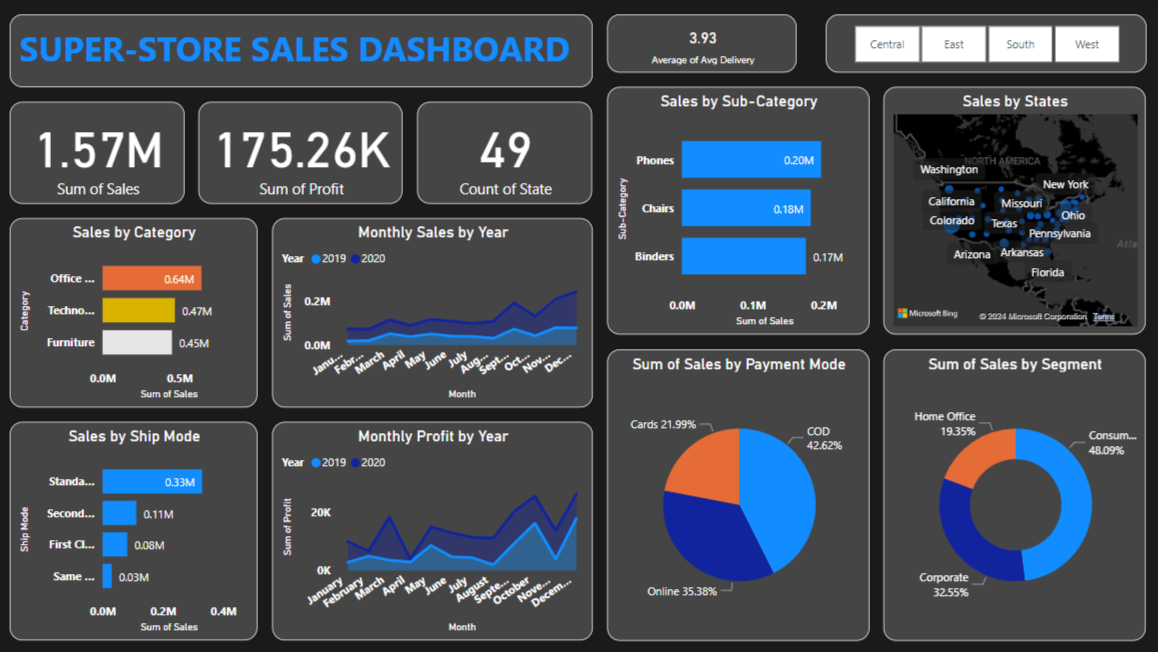 SUPER-STORE SALES DASHBOARD
3.93
Average of Avg Delivery
Central East South West
1.57M
Sum of Sales
175.26K
Sum of Profit
49
Count of State
Sales by Category
Category
Office ... 0.64M
Techno... 0.47M
Furniture 0.45M
0.0M 0.5M
Sum of Sales
Monthly Sales by Year
Year 2019 2020
Sum of Sales
0.2M
0.0M
Janu... Febr... March April May June July Aug... Sept... Oct... Nov... Dec...
Month
Sales by Sub-Category
Sub-Category
Phones 0.20M
Chairs 0.18M
Binders 0.17M
0.0M 0.1M 0.2M
Sum of Sales
Sales by States
NORTH AMERICA
Washington
New York
California
Missouri
Colorado
Texas
Ohio
Pennsylvania
Atla
Arizona
Arkansas
Florida
Microsoft Bing
© 2024 Microsoft Corporation Terms
Sales by Ship Mode
Ship Mode
Standa... 0.33M
Second... 0.11M
First Cl... 0.08M
Same ... 0.03M
0.0M 0.2M 0.4M
Sum of Sales
Monthly Profit by Year
Year 2019 2020
Sum of Profit
20K
0K
January February March April May June July August Septe... October Nove... Decem...
Month
Sum of Sales by Payment Mode
Cards 21.99%
COD
42.62%
Online 35.38%
Sum of Sales by Segment
Home Office
19.35%
Consum...
48.09%
Corporate
32.55%